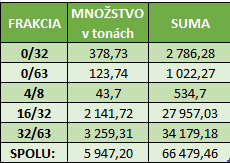 FRAKCIA MNOŽSTVO v tonách SUMA
0/32 378,73 2 786,28
0/63 123,74 1 022,27
4/8 43,7 534,7
16/32 2 141,72 27 957,03
32/63 3 259,31 34 179,18
SPOLU: 5 947,20 66 479,46